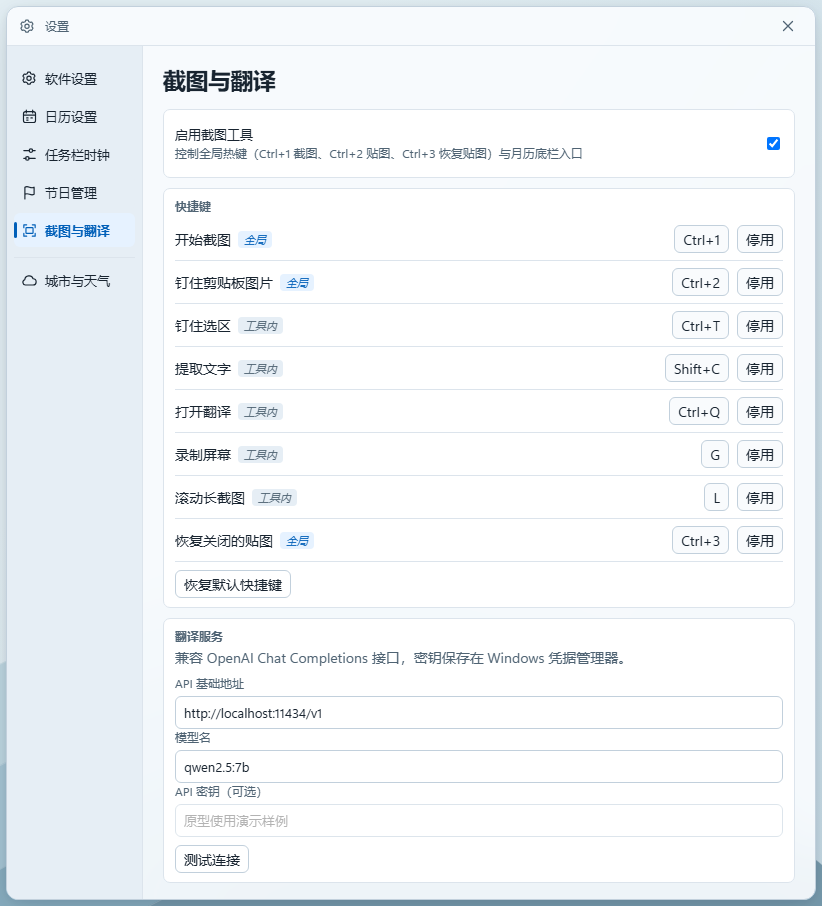 设置
软件设置
日历设置
任务栏时钟
节日管理
截图与翻译
城市与天气
截图与翻译
启用截图工具
控制全局热键（Ctrl+1 截图、Ctrl+2 贴图、Ctrl+3 恢复贴图）与月历底栏入口
快捷键
开始截图 全局 Ctrl+1 停用
钉住剪贴板图片 全局 Ctrl+2 停用
钉住选区 工具内 Ctrl+T 停用
提取文字 工具内 Shift+C 停用
打开翻译 工具内 Ctrl+Q 停用
录制屏幕 工具内 G 停用
滚动长截图 工具内 L 停用
恢复关闭的贴图 全局 Ctrl+3 停用
恢复默认快捷键
翻译服务
兼容 OpenAI Chat Completions 接口，密钥保存在 Windows 凭据管理器。
API 基础地址
http://localhost:11434/v1
模型名
qwen2.5:7b
API 密钥（可选）
原型使用演示样例
测试连接